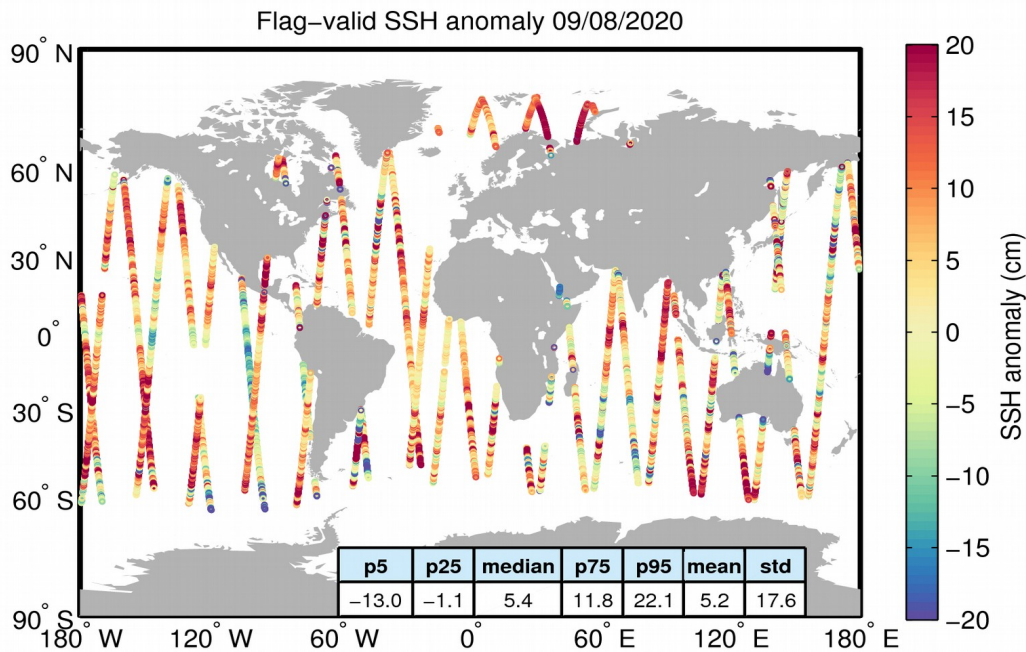 Flag−valid SSH anomaly 09/08/2020
90° N
60° N
30° N
0°
30° S
60° S
90° S
180° W
120° W
60° W
0°
60° E
120° E
180° E
p5 p25 median p75 p95 mean std
−13.0 −1.1 5.4 11.8 22.1 5.2 17.6
20
15
10
5
0
−5
−10
−15
−20
SSH anomaly (cm)